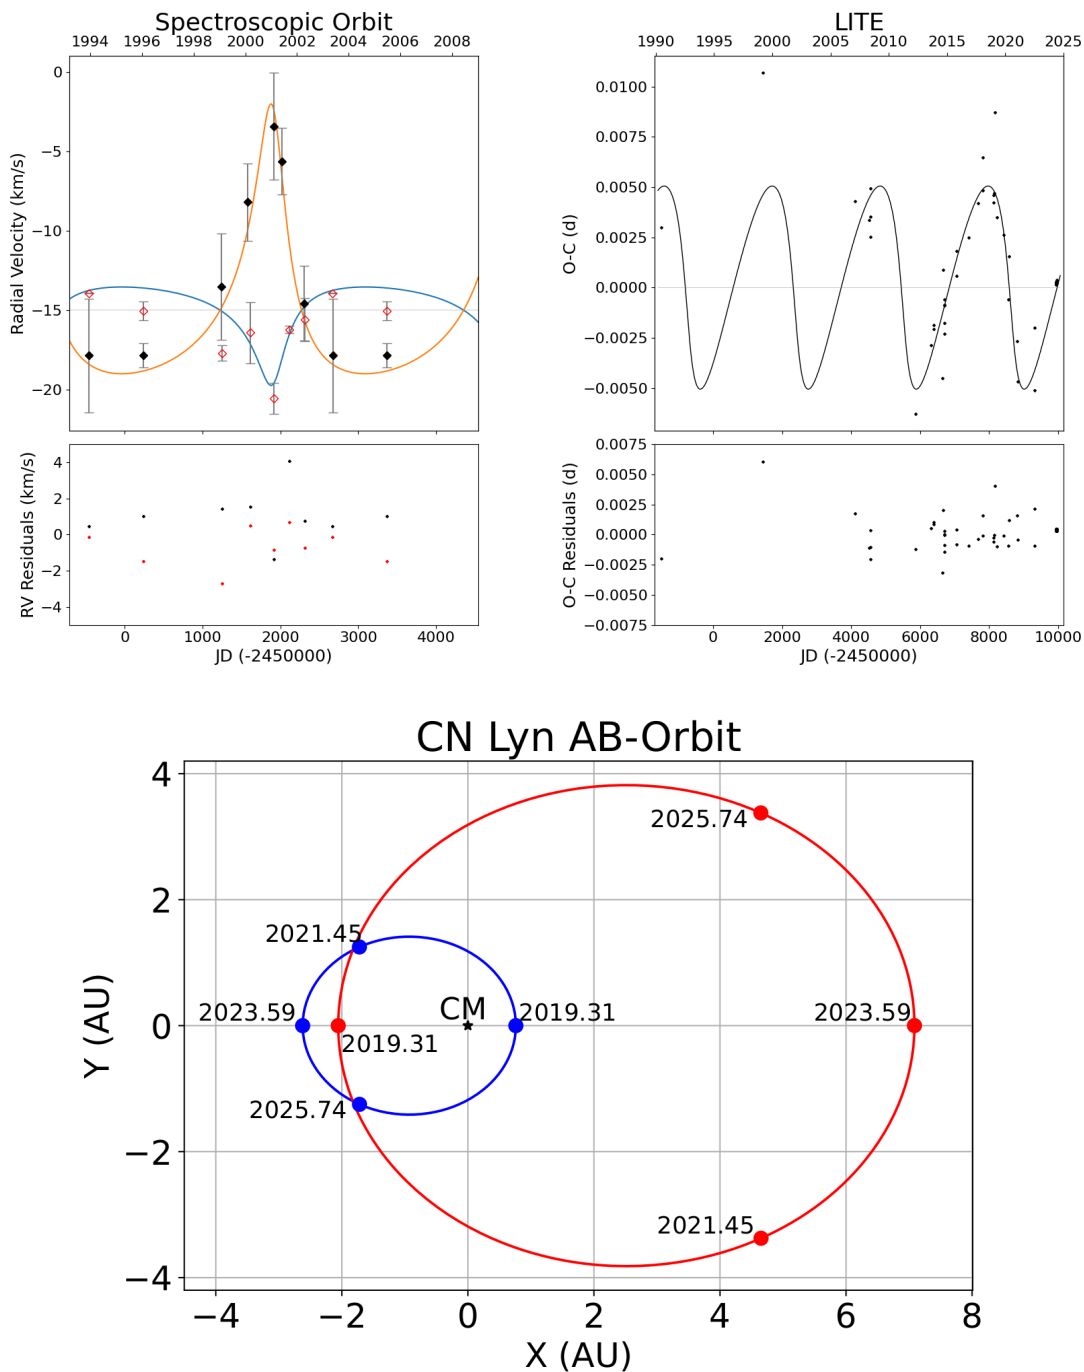 Spectroscopic Orbit
1994 1996 1998 2000 2002 2004 2006 2008
0
−5
−10
−15
−20
Radial Velocity (km/s)
4
2
0
−2
−4
RV Residuals (km/s)
0 1000 2000 3000 4000
JD (-2450000)
LITE
1990 1995 2000 2005 2010 2015 2020 2025
0.0100
0.0075
0.0050
0.0025
0.0000
−0.0025
−0.0050
O-C (d)
0.0075
0.0050
0.0025
0.0000
−0.0025
−0.0050
−0.0075
O-C Residuals (d)
0 2000 4000 6000 8000 10000
JD (-2450000)
CN Lyn AB-Orbit
4
2
0
−2
−4
Y (AU)
2025.74
2021.45
2023.59
CM
2019.31
2023.59
2019.31
2025.74
2021.45
−4 −2 0 2 4 6 8
X (AU)